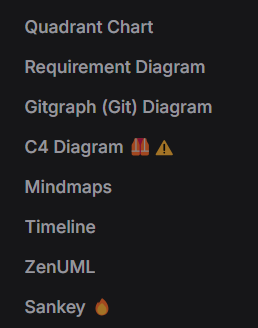 Quadrant Chart
Requirement Diagram
Gitgraph (Git) Diagram
C4 Diagram 🦺⚠️
Mindmaps
Timeline
ZenUML
Sankey 🔥